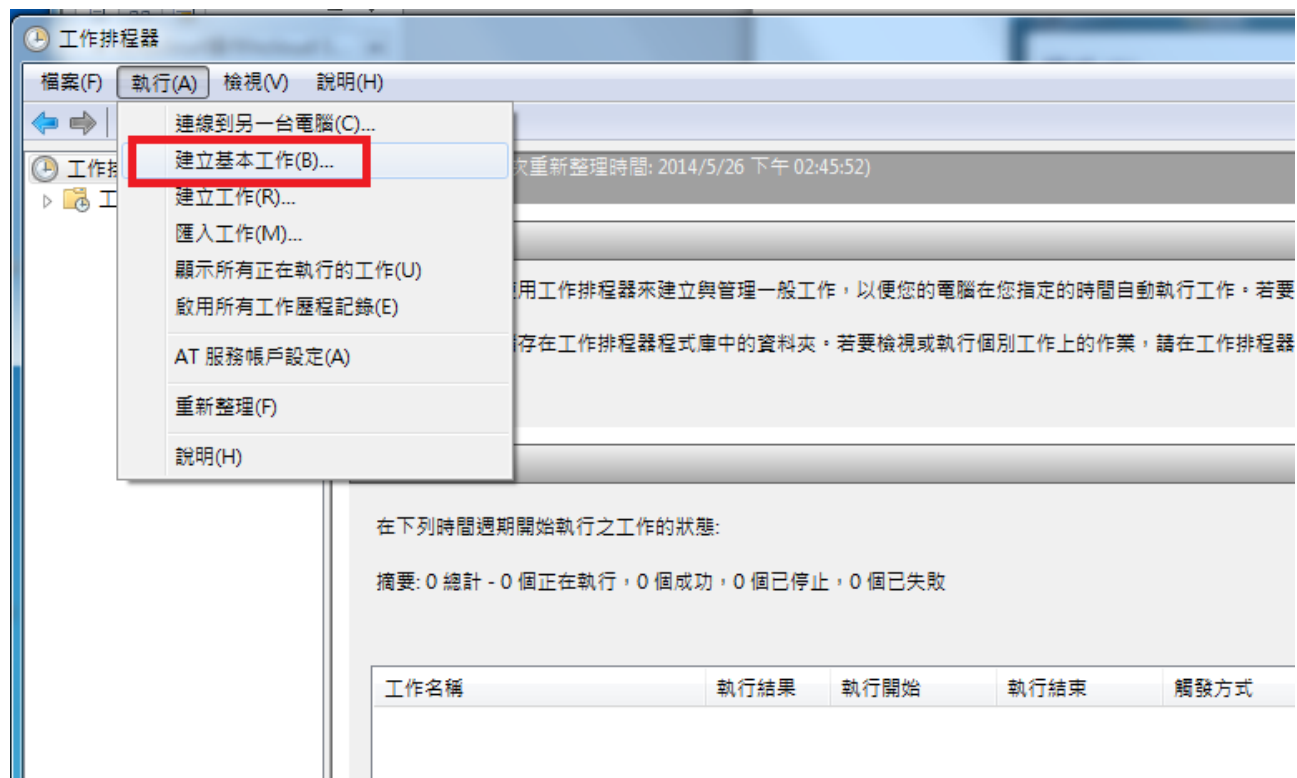 工作排程器
檔案(F) 執行(A) 檢視(V) 說明(H)
連線到另一台電腦(C)...
建立基本工作(B)...
建立工作(R)...
匯入工作(M)...
顯示所有正在執行的工作(U)
啟用所有工作歷程記錄(E)
AT 服務帳戶設定(A)
重新整理(F)
說明(H)
工作排
工
次重新整理時間: 2014/5/26 下午 02:45:52)
用工作排程器來建立與管理一般工作，以便您的電腦在您指定的時間自動執行工作。若要
存在工作排程器程式庫中的資料夾。若要檢視或執行個別工作上的作業，請在工作排程器
在下列時間週期開始執行之工作的狀態:
摘要: 0 總計 - 0 個正在執行，0 個成功，0 個已停止，0 個已失敗
工作名稱 執行結果 執行開始 執行結束 觸發方式